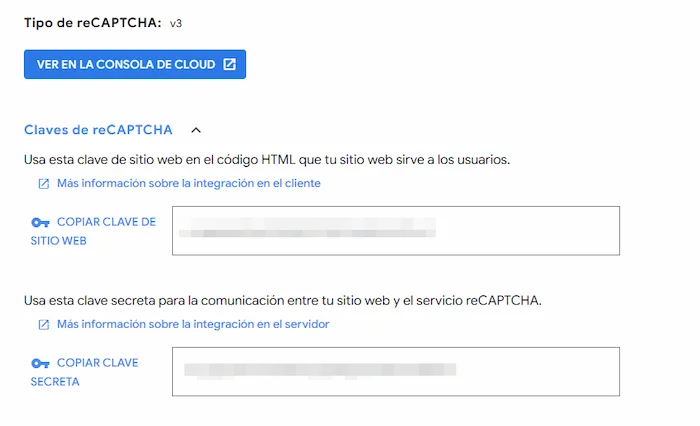 Tipo de reCAPTCHA: v3
VER EN LA CONSOLA DE CLOUD
Claves de reCAPTCHA
Usa esta clave de sitio web en el código HTML que tu sitio web sirve a los usuarios.
Más información sobre la integración en el cliente
COPIAR CLAVE DE
SITIO WEB
Usa esta clave secreta para la comunicación entre tu sitio web y el servicio reCAPTCHA.
Más información sobre la integración en el servidor
COPIAR CLAVE
SECRETA